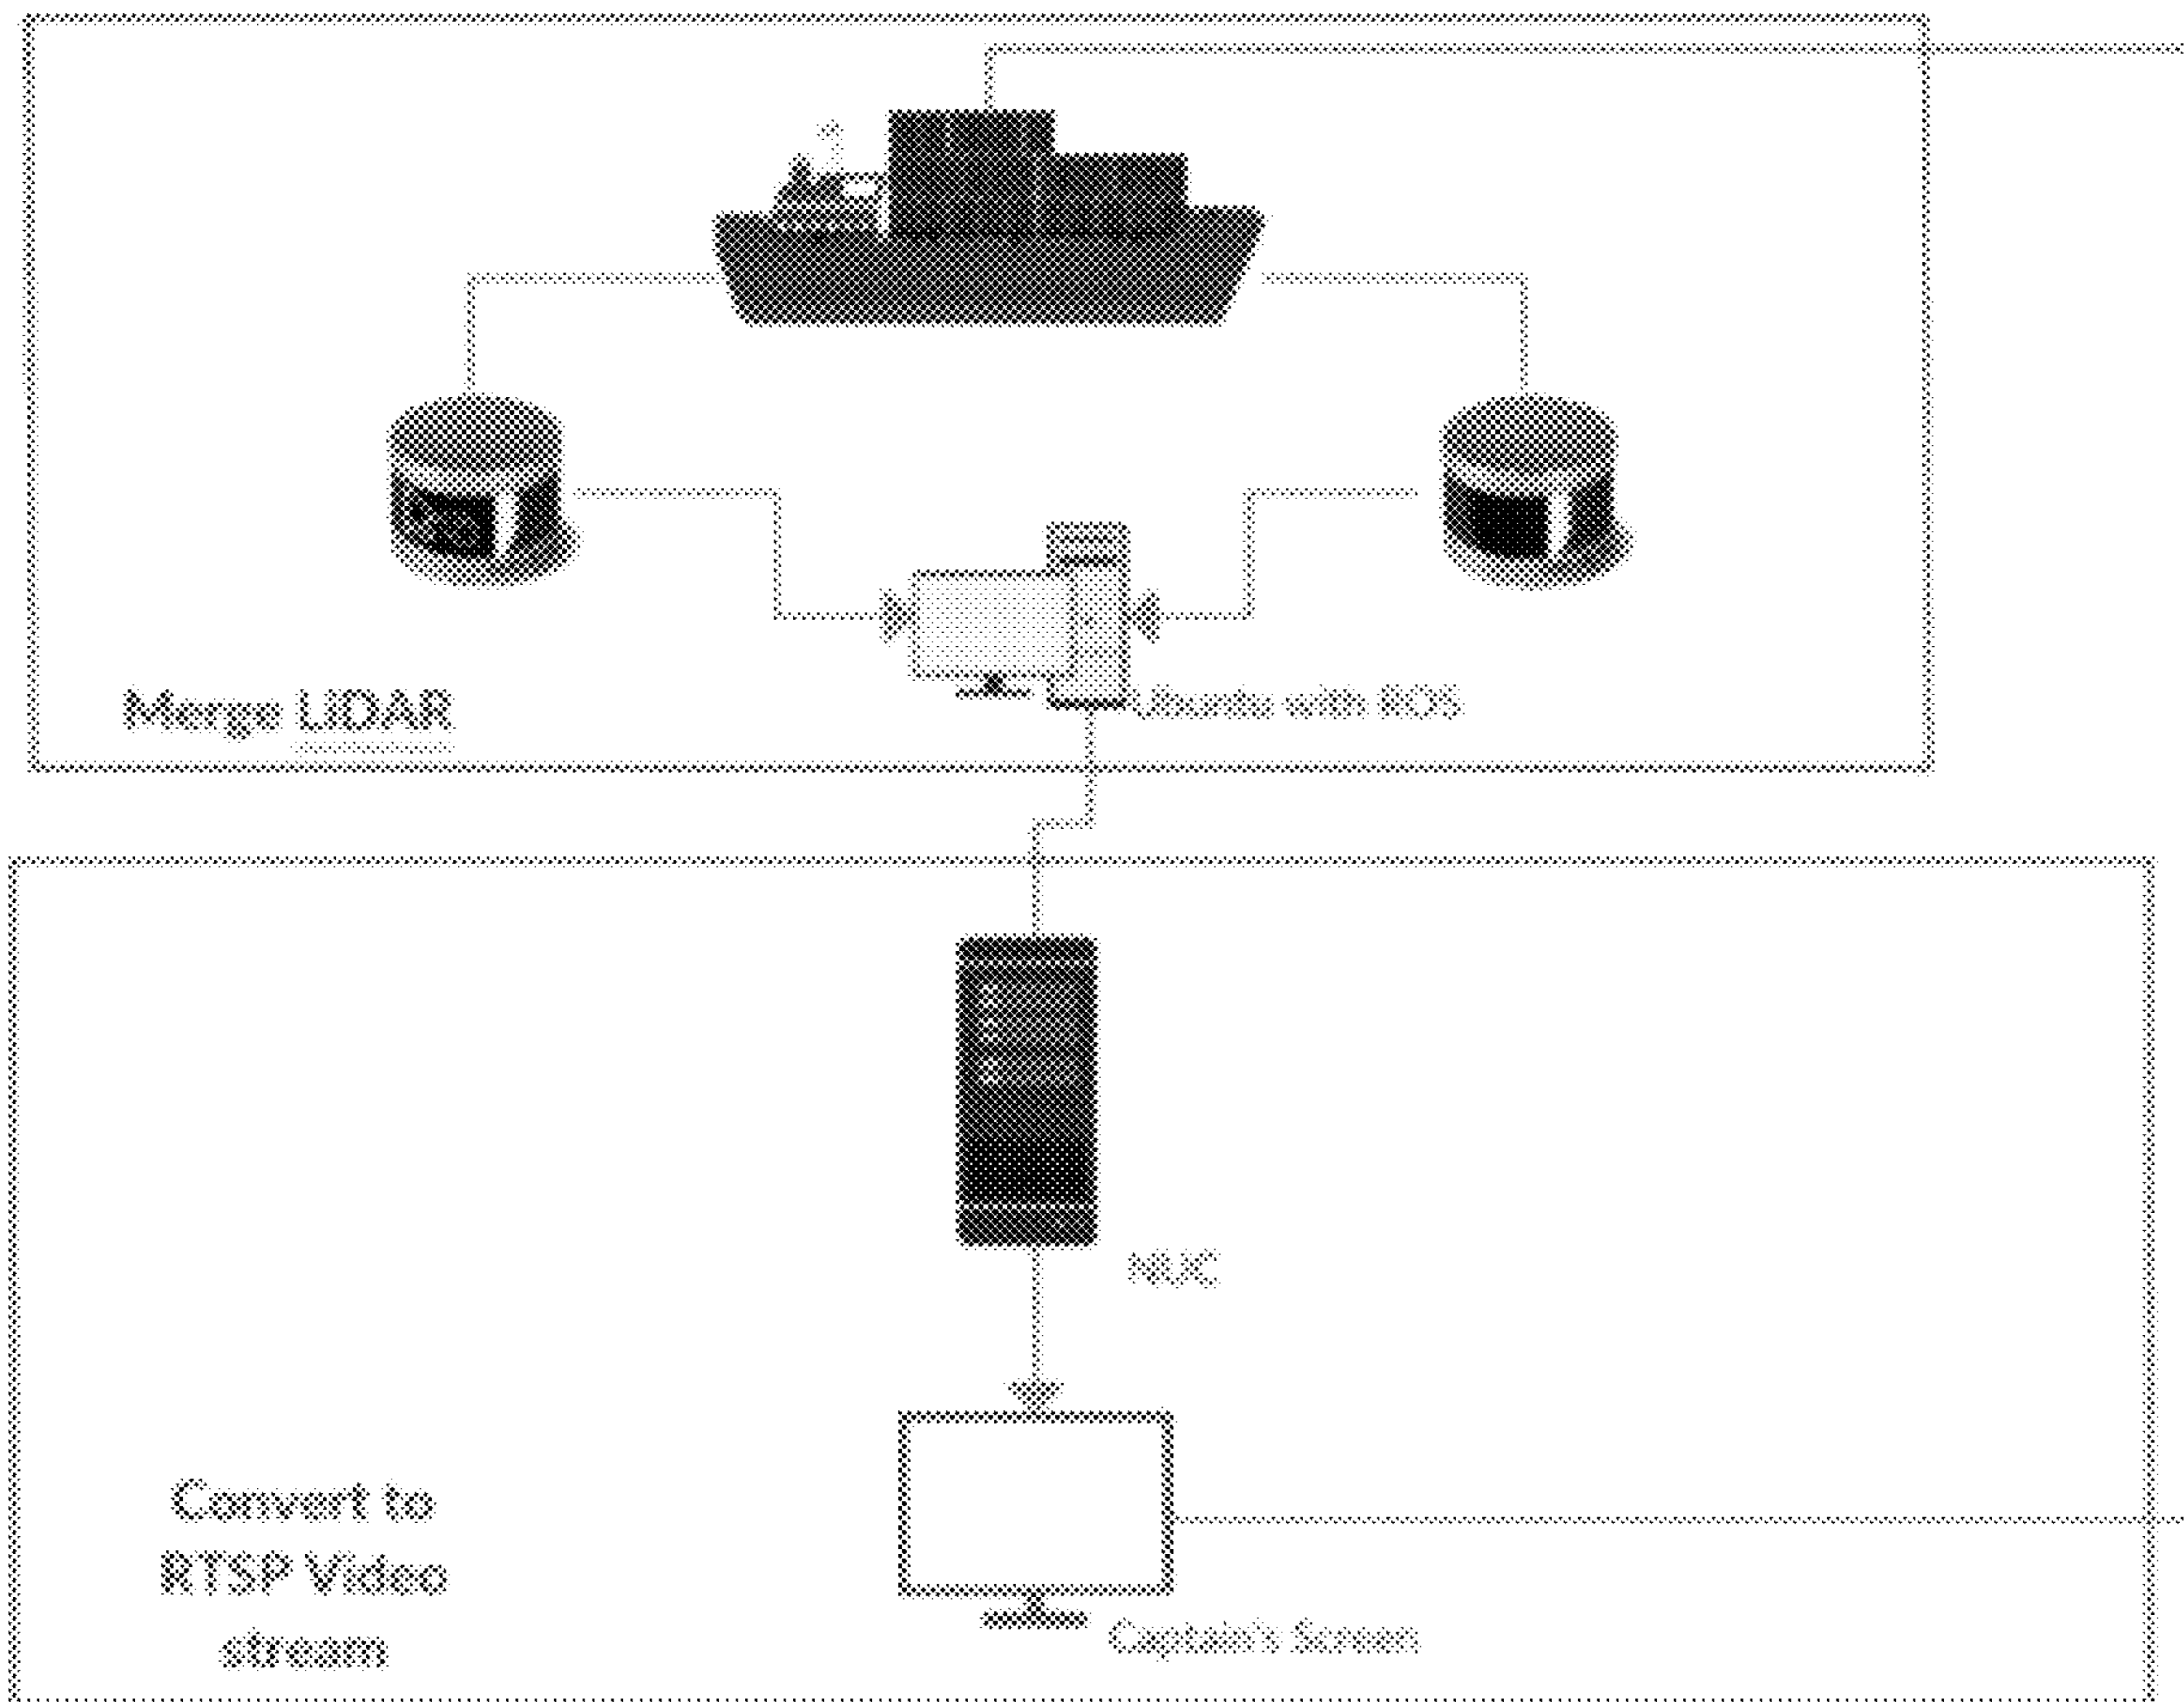 Merge LIDAR
Ubuntu with ROS
NUC
Convert to
RTSP Video
stream
Captain's Screen